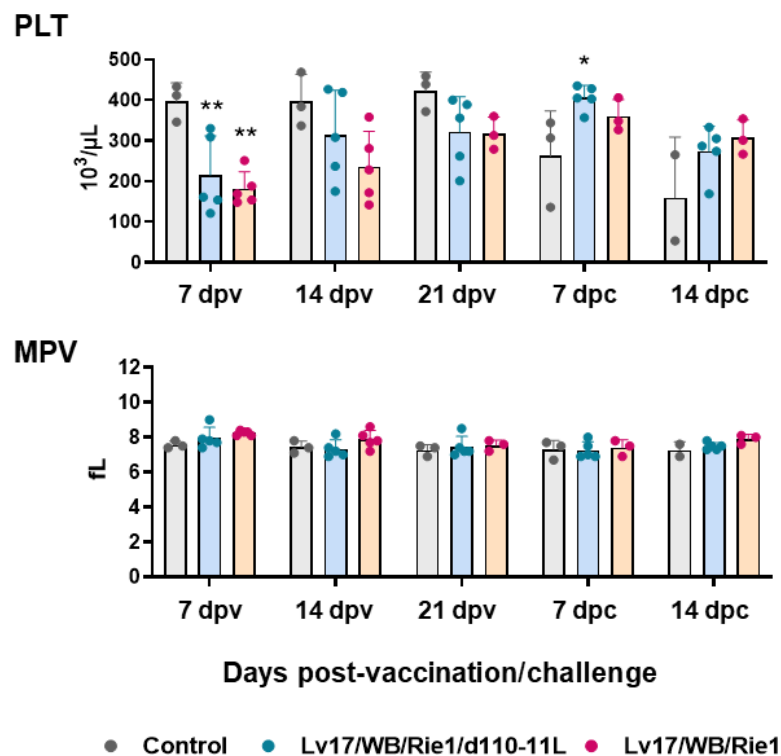 PLT
10³/µL
500
400
300
200
100
0
** ** *
7 dpv 14 dpv 21 dpv 7 dpc 14 dpc
MPV
fL
12
10
8
6
4
2
0
7 dpv 14 dpv 21 dpv 7 dpc 14 dpc
Days post-vaccination/challenge
Control Lv17/WB/Rie1/d110-11L Lv17/WB/Rie1